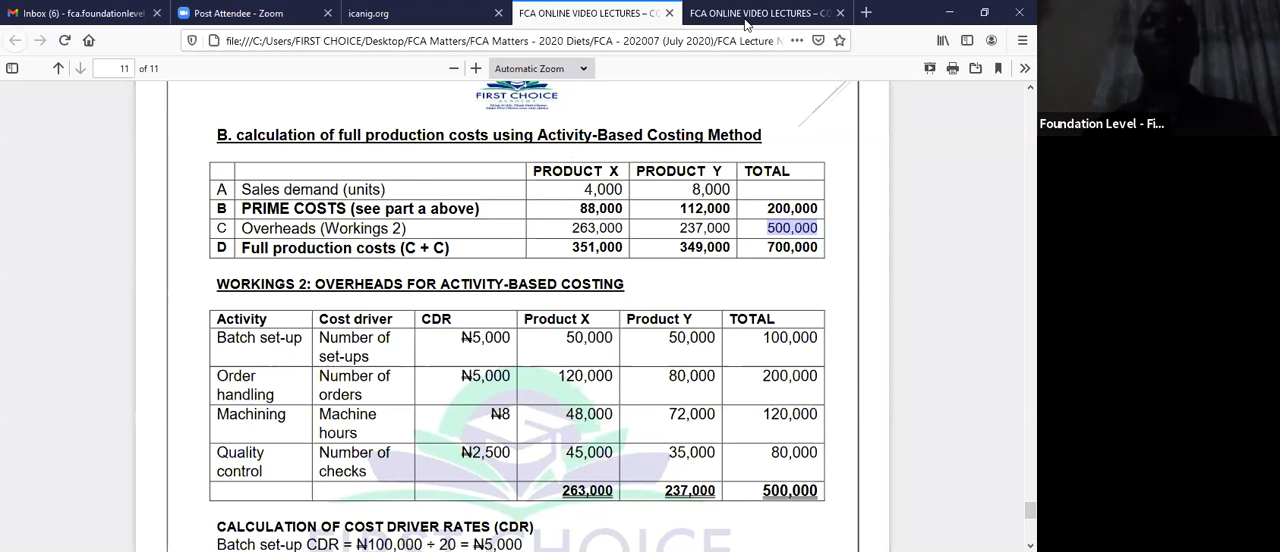 Inbox (6) - fca.foundationlevel
Post Attendee - Zoom
icanig.org
FCA ONLINE VIDEO LECTURES – CO
FCA ONLINE VIDEO LECTURES – CO
file:///C:/Users/FIRST CHOICE/Desktop/FCA Matters/FCA Matters - 2020 Diets/FCA - 202007 (July 2020)/FCA Lecture N
11 of 11
Automatic Zoom
Foundation Level - Fi...
FIRST CHOICE
ACADEMY
B. calculation of full production costs using Activity-Based Costing Method
PRODUCT X PRODUCT Y TOTAL
A Sales demand (units) 4,000 8,000
B PRIME COSTS (see part a above) 88,000 112,000 200,000
C Overheads (Workings 2) 263,000 237,000 500,000
D Full production costs (C + C) 351,000 349,000 700,000
WORKINGS 2: OVERHEADS FOR ACTIVITY-BASED COSTING
Activity Cost driver CDR Product X Product Y TOTAL
Batch set-up Number of set-ups ₦5,000 50,000 50,000 100,000
Order handling Number of orders ₦5,000 120,000 80,000 200,000
Machining Machine hours ₦8 48,000 72,000 120,000
Quality control Number of checks ₦2,500 45,000 35,000 80,000
263,000 237,000 500,000
CALCULATION OF COST DRIVER RATES (CDR)
Batch set-up CDR = ₦100,000 ÷ 20 = ₦5,000
FIRST CHOICE